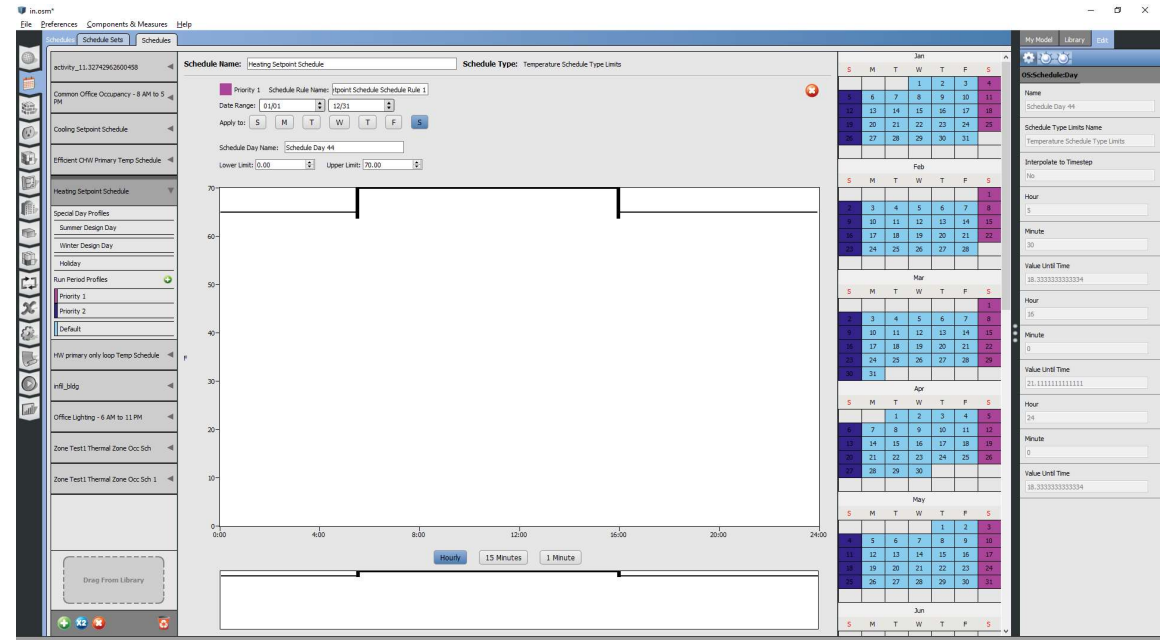 in.osm*
File Preferences Components & Measures Help
Schedules Schedule Sets Schedules
My Model Library Edit
activity_11.32742962600458
Common Office Occupancy - 8 AM to 5 PM
Cooling Setpoint Schedule
Efficient CHW Primary Temp Schedule
Heating Setpoint Schedule
Special Day Profiles
Summer Design Day
Winter Design Day
Holiday
Run Period Profiles
Priority 1
Priority 2
Default
HW primary only loop Temp Schedule
infil_bldg
Office Lighting - 6 AM to 11 PM
Zone Test1 Thermal Zone Occ Sch
Zone Test1 Thermal Zone Occ Sch 1
Drag From Library
X2
Schedule Name: Heating Setpoint Schedule Schedule Type: Temperature Schedule Type Limits
Priority 1 Schedule Rule Name: tpoint Schedule Schedule Rule 1
Date Range: 01/01 12/31
Apply to: S M T W T F S
Schedule Day Name: Schedule Day 44
Lower Limit: 0.00 Upper Limit: 70.00
70
60
50
40
F
30
20
10
0
0:00 4:00 8:00 12:00 16:00 20:00 24:00
Hourly 15 Minutes 1 Minute
Jan
S M T W T F S
1 2 3 4
5 6 7 8 9 10 11
12 13 14 15 16 17 18
19 20 21 22 23 24 25
26 27 28 29 30 31
Feb
S M T W T F S
1
2 3 4 5 6 7 8
9 10 11 12 13 14 15
16 17 18 19 20 21 22
23 24 25 26 27 28
Mar
S M T W T F S
1
2 3 4 5 6 7 8
9 10 11 12 13 14 15
16 17 18 19 20 21 22
23 24 25 26 27 28 29
30 31
Apr
S M T W T F S
1 2 3 4 5
6 7 8 9 10 11 12
13 14 15 16 17 18 19
20 21 22 23 24 25 26
27 28 29 30
May
S M T W T F S
1 2 3
4 5 6 7 8 9 10
11 12 13 14 15 16 17
18 19 20 21 22 23 24
25 26 27 28 29 30 31
Jun
S M T W T F S
OS:Schedule:Day
Name
Schedule Day 44
Schedule Type Limits Name
Temperature Schedule Type Limits
Interpolate to Timestep
No
Hour
5
Minute
30
Value Until Time
18.3333333333334
Hour
16
Minute
0
Value Until Time
21.1111111111111
Hour
24
Minute
0
Value Until Time
18.3333333333334